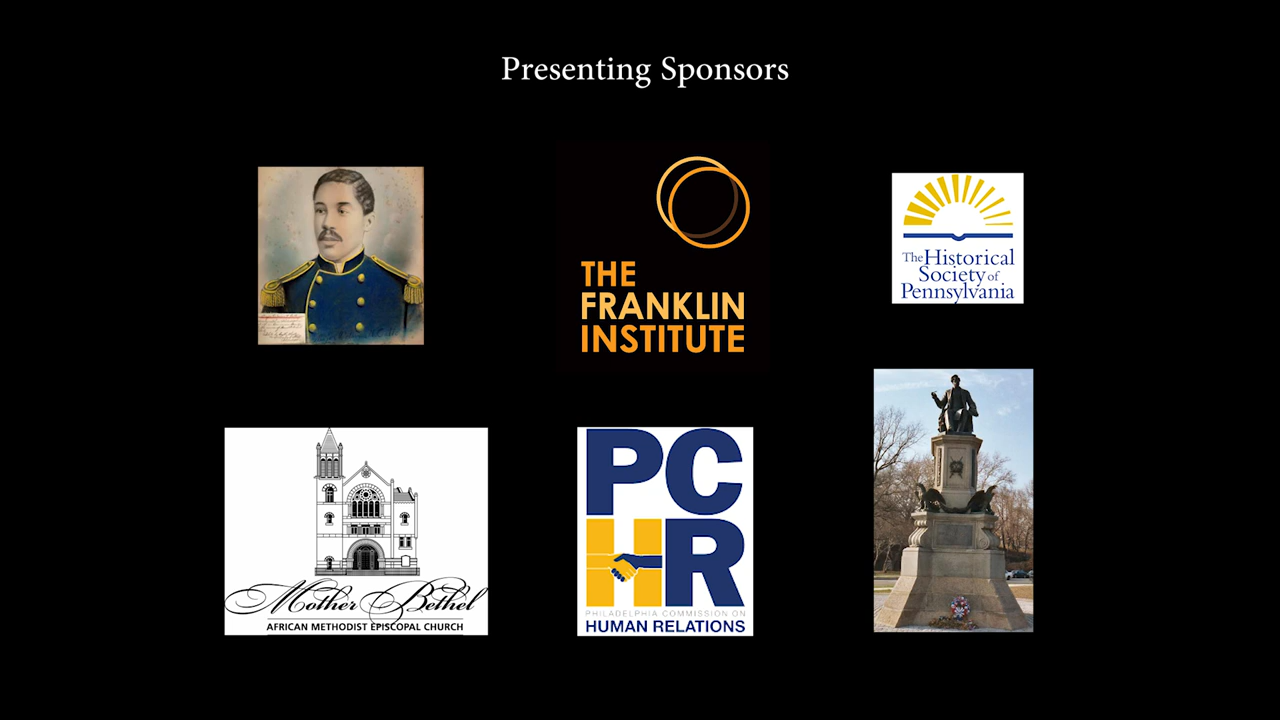 Presenting Sponsors
THE
FRANKLIN
INSTITUTE
The Historical
Society of
Pennsylvania
Mother Bethel
AFRICAN METHODIST EPISCOPAL CHURCH
PC
HR
PHILADELPHIA COMMISSION ON
HUMAN RELATIONS